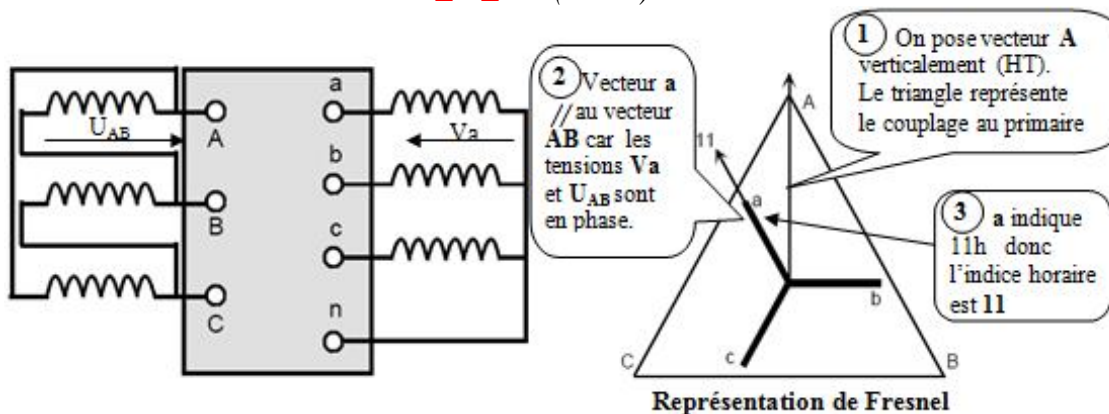 A
U_AB
B
C
a
Va
b
c
n
2 Vecteur a
// au vecteur
AB car les
tensions Va
et U_AB sont
en phase.
1 On pose vecteur A
verticalement (HT).
Le triangle représente
le couplage au primaire
3 a indique
11h donc
l'indice horaire
est 11
A
11
a
b
c
C
B
Représentation de Fresnel